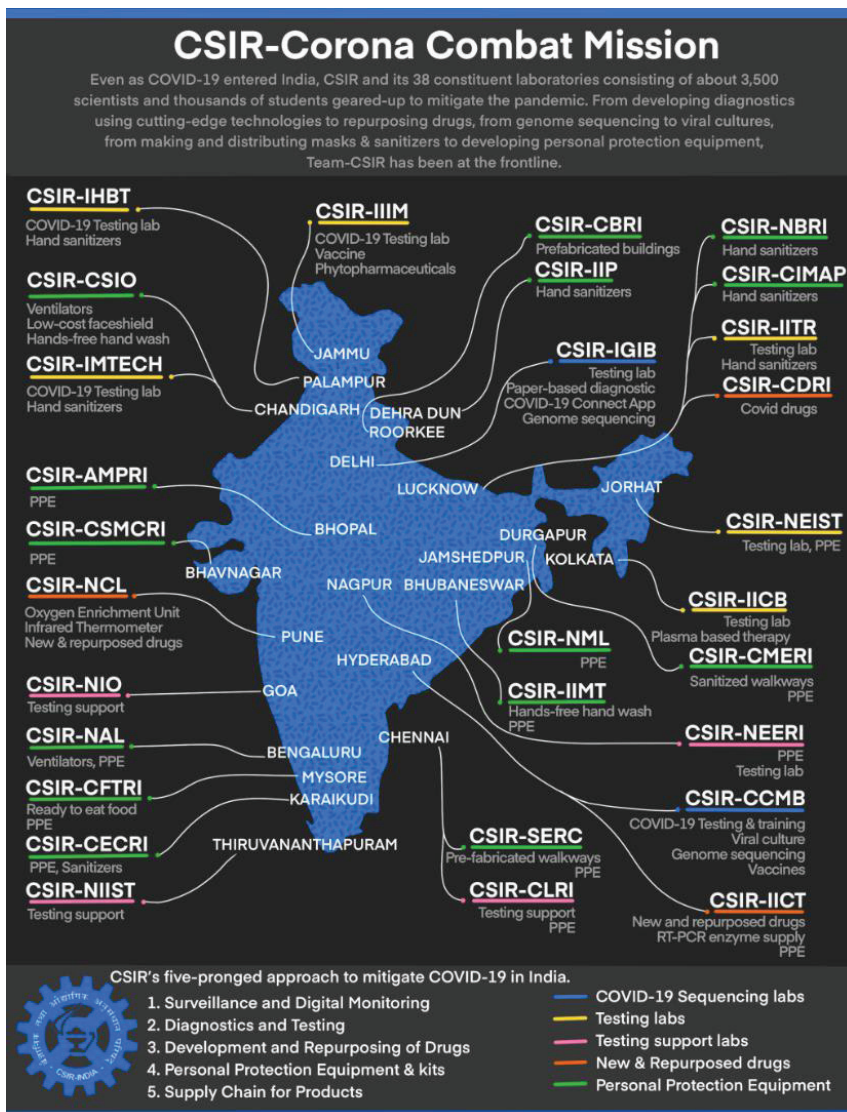 CSIR-Corona Combat Mission
Even as COVID-19 entered India, CSIR and its 38 constituent laboratories consisting of about 3,500
scientists and thousands of students geared-up to mitigate the pandemic. From developing diagnostics
using cutting-edge technologies to repurposing drugs, from genome sequencing to viral cultures,
from making and distributing masks & sanitizers to developing personal protection equipment,
Team-CSIR has been at the frontline.
CSIR-IHBT
COVID-19 Testing lab
Hand sanitizers
CSIR-CSIO
Ventilators
Low-cost faceshield
Hands-free hand wash
CSIR-IMTECH
COVID-19 Testing lab
Hand sanitizers
CSIR-AMPRI
PPE
CSIR-CSMCRI
PPE
CSIR-NCL
Oxygen Enrichment Unit
Infrared Thermometer
New & repurposed drugs
CSIR-NIO
Testing support
CSIR-NAL
Ventilators, PPE
CSIR-CFTRI
Ready to eat food
PPE
CSIR-CECRI
PPE, Sanitizers
CSIR-NIIST
Testing support
CSIR-IIIM
COVID-19 Testing lab
Vaccine
Phytopharmaceuticals
JAMMU
PALAMPUR
CHANDIGARH
DEHRA DUN
ROORKEE
DELHI
LUCKNOW
JORHAT
BHOPAL
DURGAPUR
JAMSHEDPUR
KOLKATA
BHAVNAGAR
NAGPUR
BHUBANESWAR
PUNE
HYDERABAD
GOA
CHENNAI
BENGALURU
MYSORE
KARAIKUDI
THIRUVANANTHAPURAM
CSIR-CBRI
Prefabricated buildings
CSIR-IIP
Hand sanitizers
CSIR-IGIB
Testing lab
Paper-based diagnostic
COVID-19 Connect App
Genome sequencing
CSIR-NBRI
Hand sanitizers
CSIR-CIMAP
Hand sanitizers
CSIR-IITR
Testing lab
Hand sanitizers
CSIR-CDRI
Covid drugs
CSIR-NEIST
Testing lab, PPE
CSIR-IICB
Testing lab
Plasma based therapy
CSIR-NML
PPE
CSIR-CMERI
Sanitized walkways
PPE
CSIR-IIMT
Hands-free hand wash
PPE
CSIR-NEERI
PPE
Testing lab
CSIR-CCMB
COVID-19 Testing & training
Viral culture
Genome sequencing
Vaccines
CSIR-SERC
Pre-fabricated walkways
PPE
CSIR-CLRI
Testing support
PPE
CSIR-IICT
New and repurposed drugs
RT-PCR enzyme supply
PPE
CSIR's five-pronged approach to mitigate COVID-19 in India.
1. Surveillance and Digital Monitoring
2. Diagnostics and Testing
3. Development and Repurposing of Drugs
4. Personal Protection Equipment & kits
5. Supply Chain for Products
CSIR-INDIA
COVID-19 Sequencing labs
Testing labs
Testing support labs
New & Repurposed drugs
Personal Protection Equipment